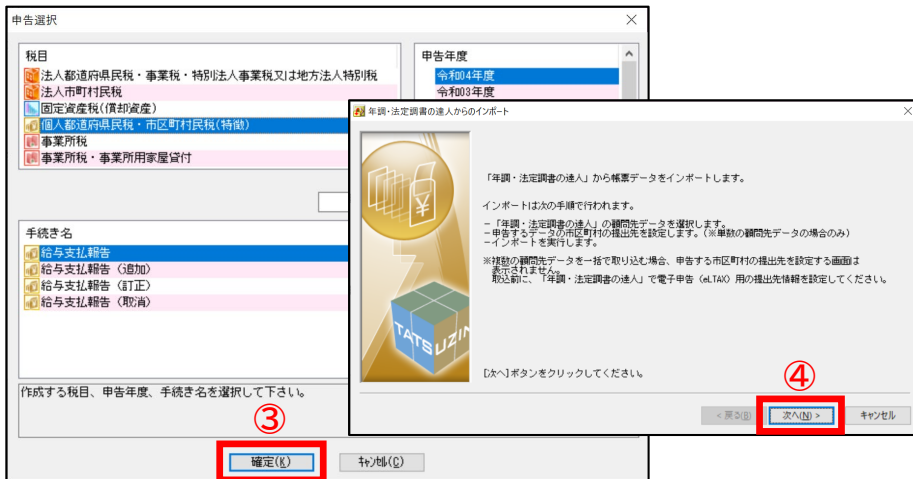 申告選択
税目
法人都道府県民税・事業税・特別法人事業税又は地方法人特別税
法人市町村民税
固定資産税(償却資産)
個人都道府県民税・市区町村民税(特徴)
事業所税
事業所税・事業所用家屋貸付
申告年度
令和04年度
令和03年度
手続き名
給与支払報告
給与支払報告（追加）
給与支払報告（訂正）
給与支払報告（取消）
作成する税目、申告年度、手続き名を選択して下さい。
③
確定(K)
ｷｬﾝｾﾙ(C)
年調・法定調書の達人からのインポート
「年調・法定調書の達人」から帳票データをインポートします。
インポートは次の手順で行われます。
－「年調・法定調書の達人」の顧問先データを選択します。
－申告するデータの市区町村の提出先を設定します。(※単数の顧問先データの場合のみ)
－インポートを実行します。
※複数の顧問先データを一括で取り込む場合、申告する市区町村の提出先を設定する画面は
表示されません。
取込前に、「年調・法定調書の達人」で電子申告（eLTAX）用の提出先情報を設定してください。
TATSUZIN
[次へ]ボタンをクリックしてください。
④
< 戻る(B)
次へ(N) >
キャンセル